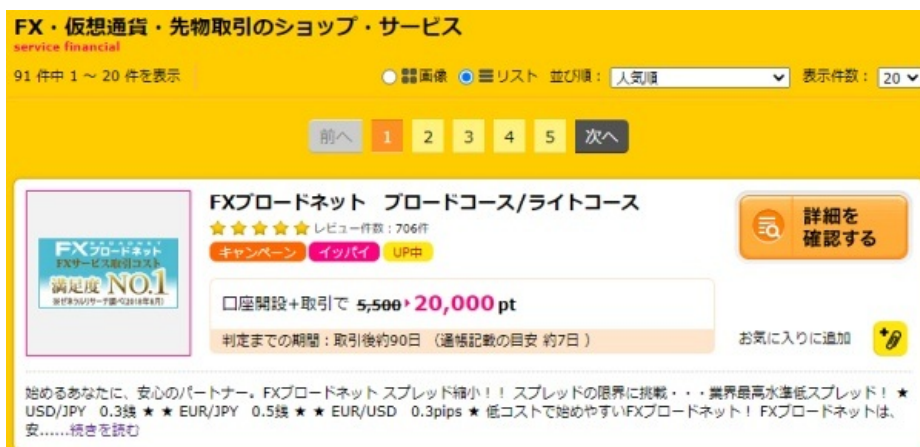 FX・仮想通貨・先物取引のショップ・サービス
service financial
91 件中 1 ～ 20 件を表示
画像 リスト 並び順： 人気順 表示件数： 20
前へ 1 2 3 4 5 次へ
FXブロードネット ブロードコース/ライトコース
レビュー件数：706件
キャンペーン イッパイ UP中
詳細を
確認する
FXブロードネット
FXサービス取引コスト
満足度 NO.1
口座開設+取引で 5,500 20,000 pt
判定までの期間：取引後約90日 （通帳記載の目安 約7日 ）
お気に入りに追加
始めるあなたに、安心のパートナー。FXブロードネット スプレッド縮小！！ スプレッドの限界に挑戦・・・業界最高水準低スプレッド！ ★
USD/JPY 0.3銭 ★ ★ EUR/JPY 0.5銭 ★ ★ EUR/USD 0.3pips ★ 低コストで始めやすいFXブロードネット！ FXブロードネットは、
安......続きを読む